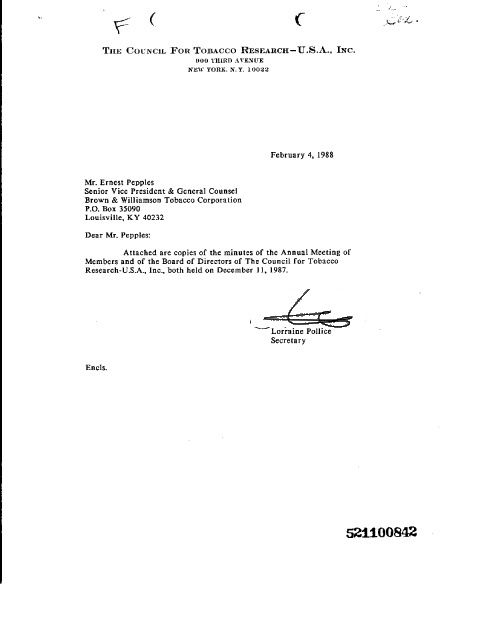 F
THE COUNCIL FOR TOBACCO RESEARCH–U.S.A., INC.
900 THIRD AVENUE
NEW YORK, N. Y. 10022
February 4, 1988
Mr. Ernest Pepples
Senior Vice President & General Counsel
Brown & Williamson Tobacco Corporation
P.O. Box 35090
Louisville, KY 40232
Dear Mr. Pepples:
Attached are copies of the minutes of the Annual Meeting of
Members and of the Board of Directors of The Council for Tobacco
Research-U.S.A., Inc., both held on December 11, 1987.
Lorraine Pollice
Secretary
Encls.
521100842